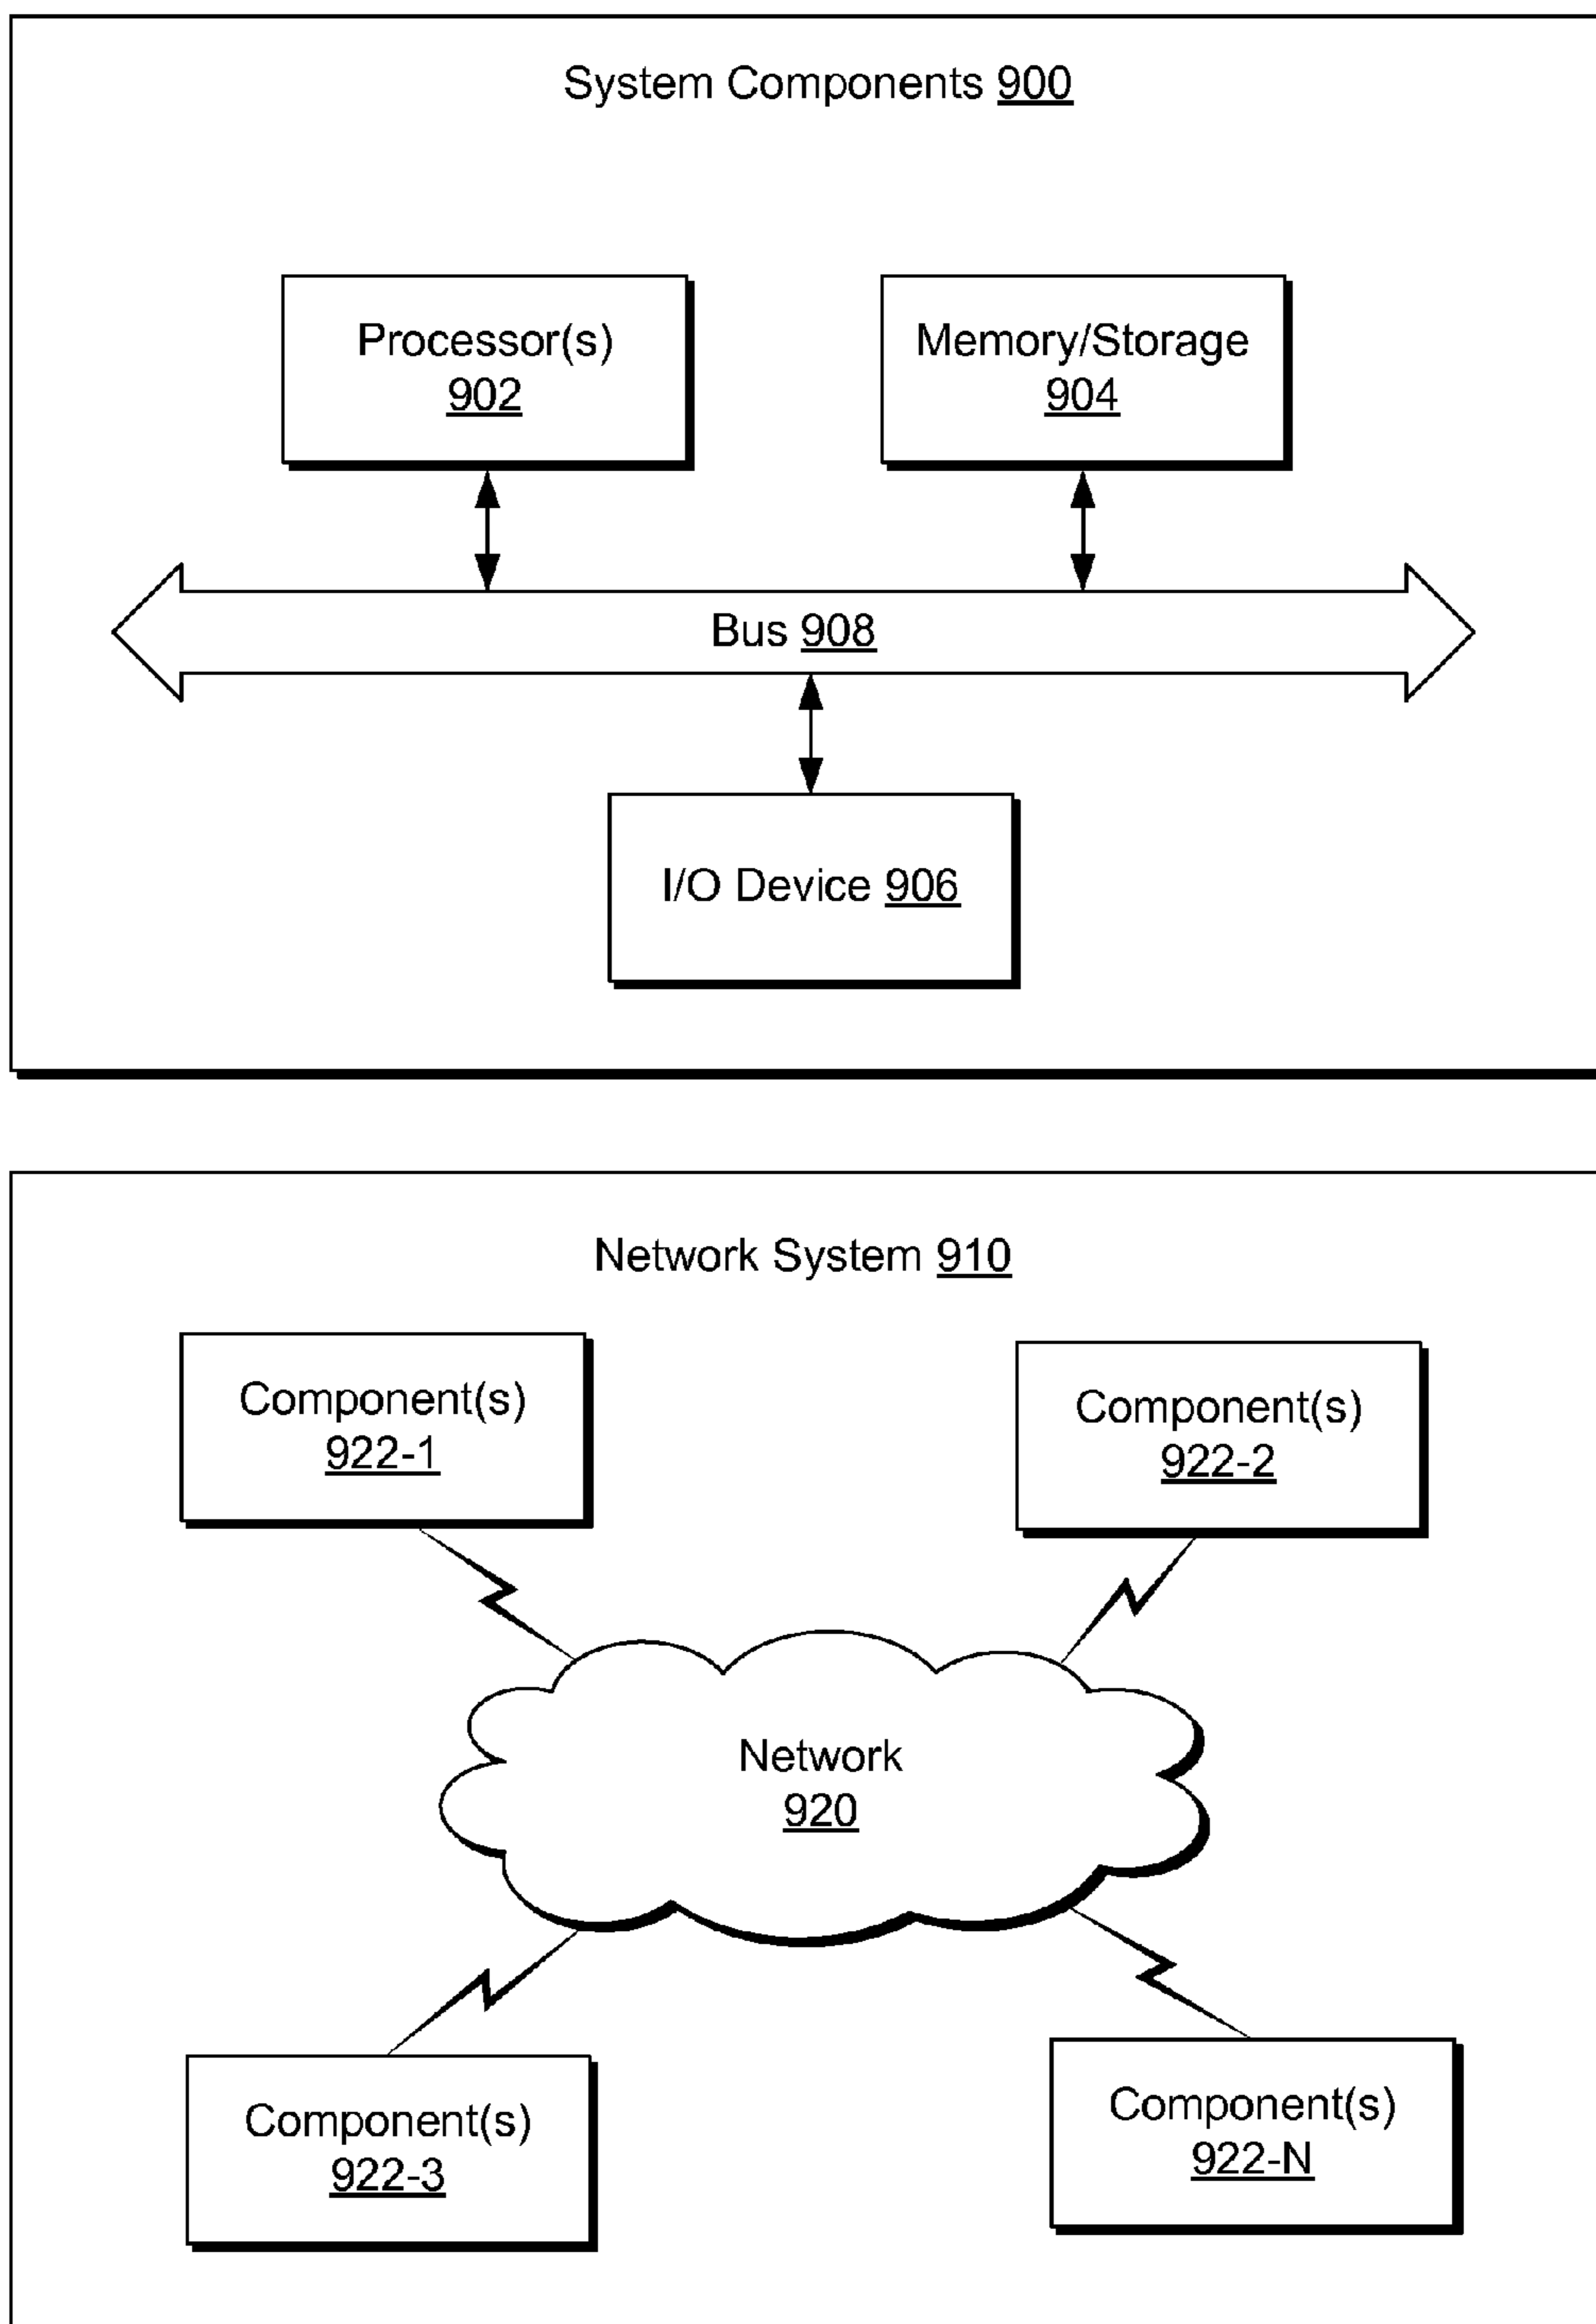 System Components 900
Processor(s)
902
Memory/Storage
904
Bus 908
I/O Device 906
Network System 910
Component(s)
922-1
Component(s)
922-2
Network
920
Component(s)
922-3
Component(s)
922-N